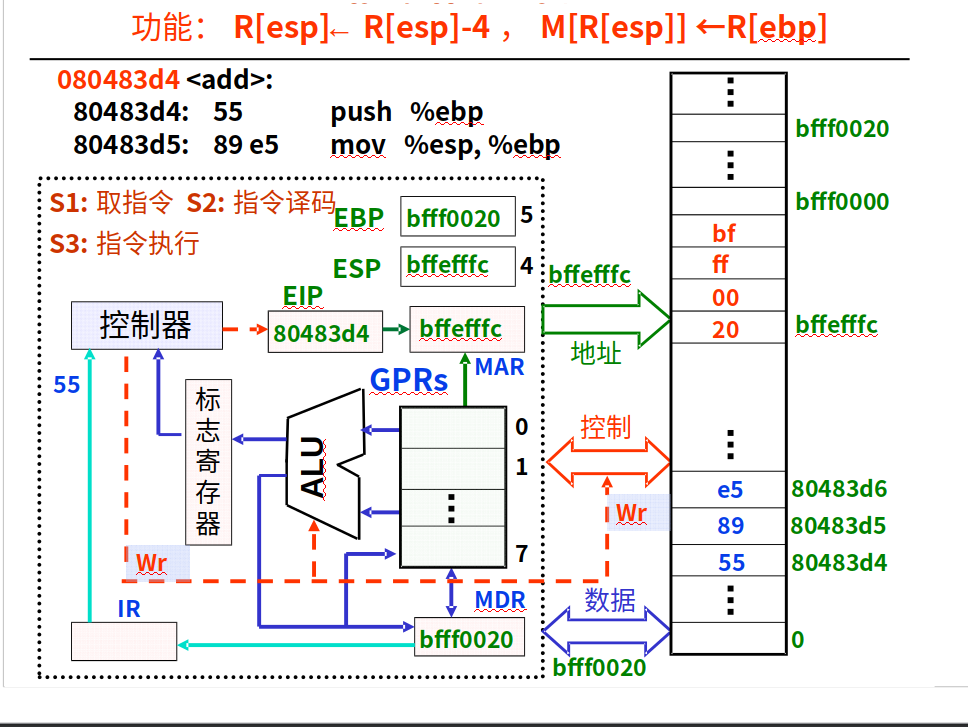 功能： R[esp]← R[esp]-4 ， M[R[esp]] ←R[ebp]
080483d4 <add>:
80483d4: 55 push %ebp
80483d5: 89 e5 mov %esp, %ebp
S1: 取指令 S2: 指令译码
S3: 指令执行
EBP bfff0020 5
ESP bffefffc 4
EIP
控制器
80483d4
bffefffc
MAR
55
标志寄存器
ALU
GPRs
0
1
⋮
7
Wr
IR
MDR
bfff0020
bffefffc
地址
控制
Wr
数据
bfff0020
⋮
bfff0020
⋮
bfff0000
bf
ff
00
20 bffefffc
⋮
e5 80483d6
89 80483d5
55 80483d4
⋮
0